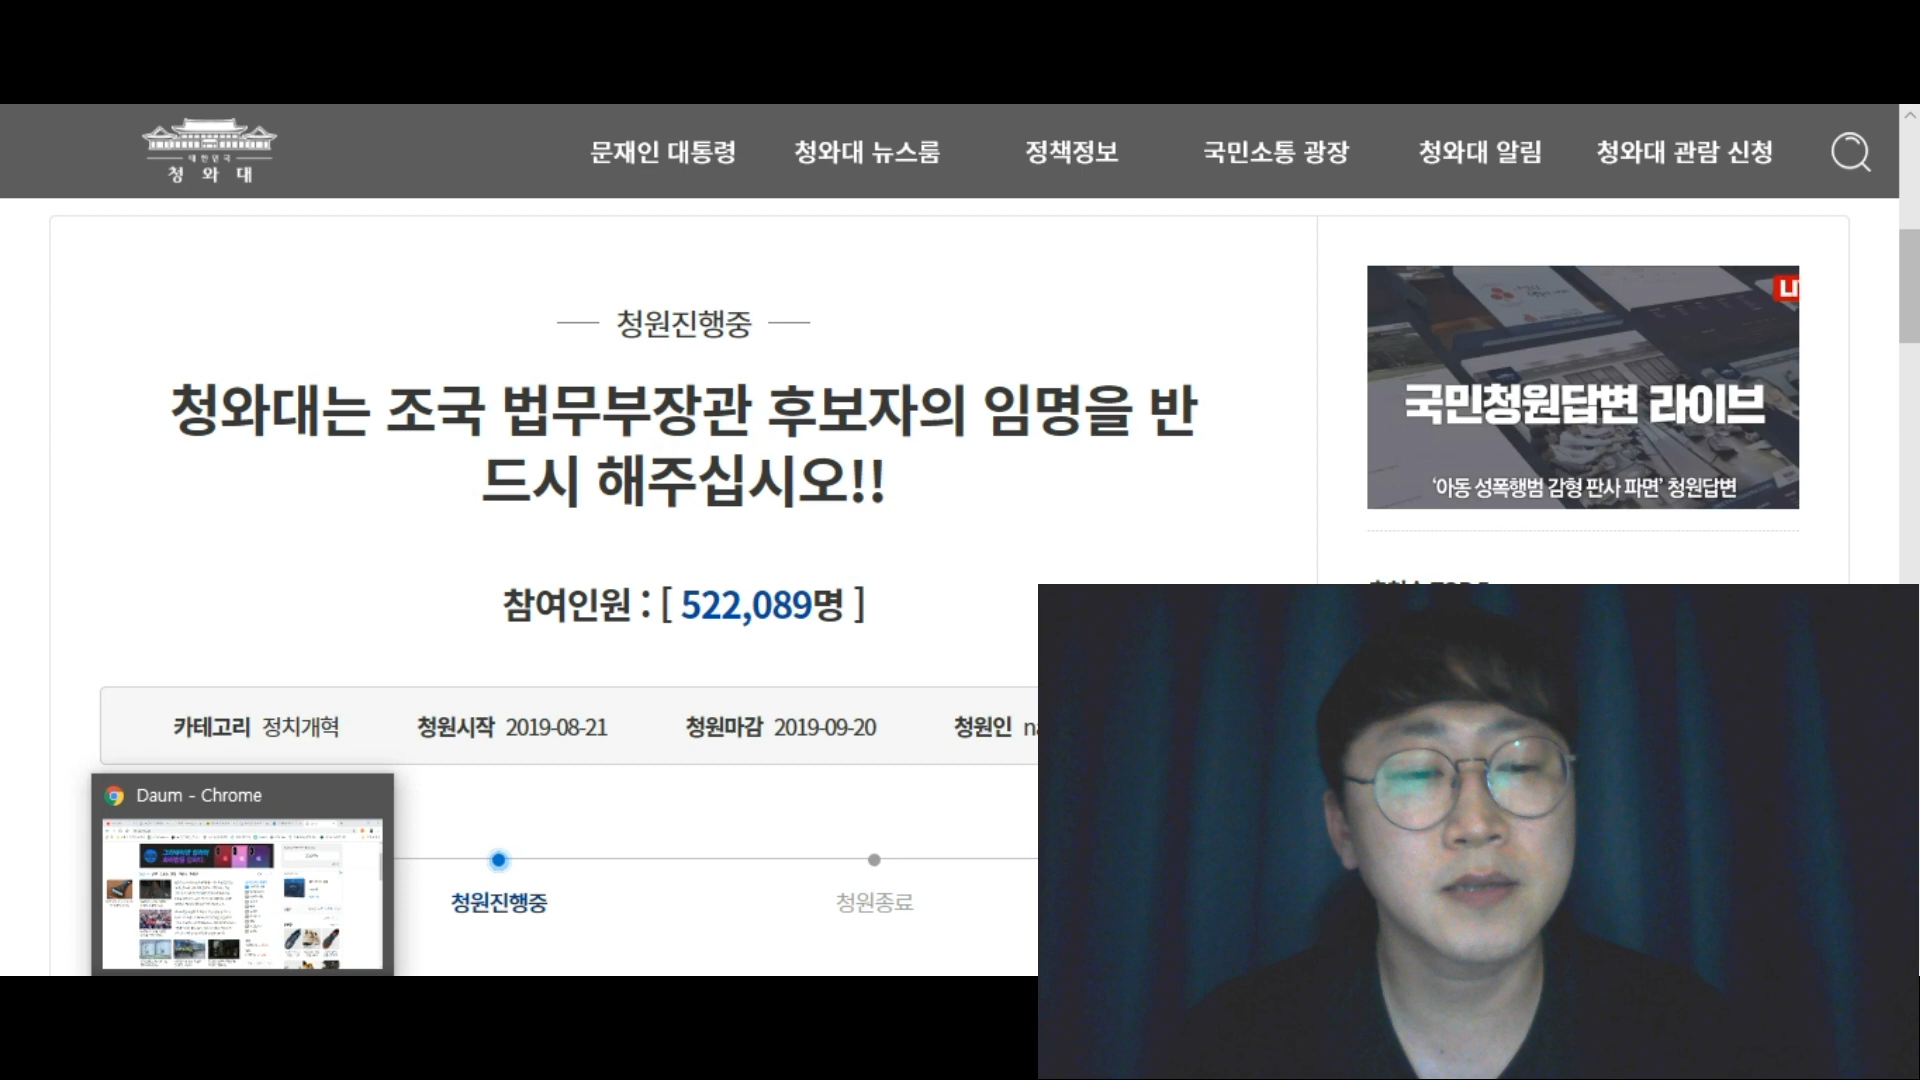 대한민국
청와대
문재인 대통령
청와대 뉴스룸
정책정보
국민소통 광장
청와대 알림
청와대 관람 신청
청원진행중
청와대는 조국 법무부장관 후보자의 임명을 반
드시 해주십시오!!
참여인원 : [ 522,089명 ]
카테고리 정치개혁
청원시작 2019-08-21
청원마감 2019-09-20
청원인 na
청원진행중
청원종료
국민청원답변 라이브
‘아동 성폭행범 감형 판사 파면’ 청원답변
Daum - Chrome